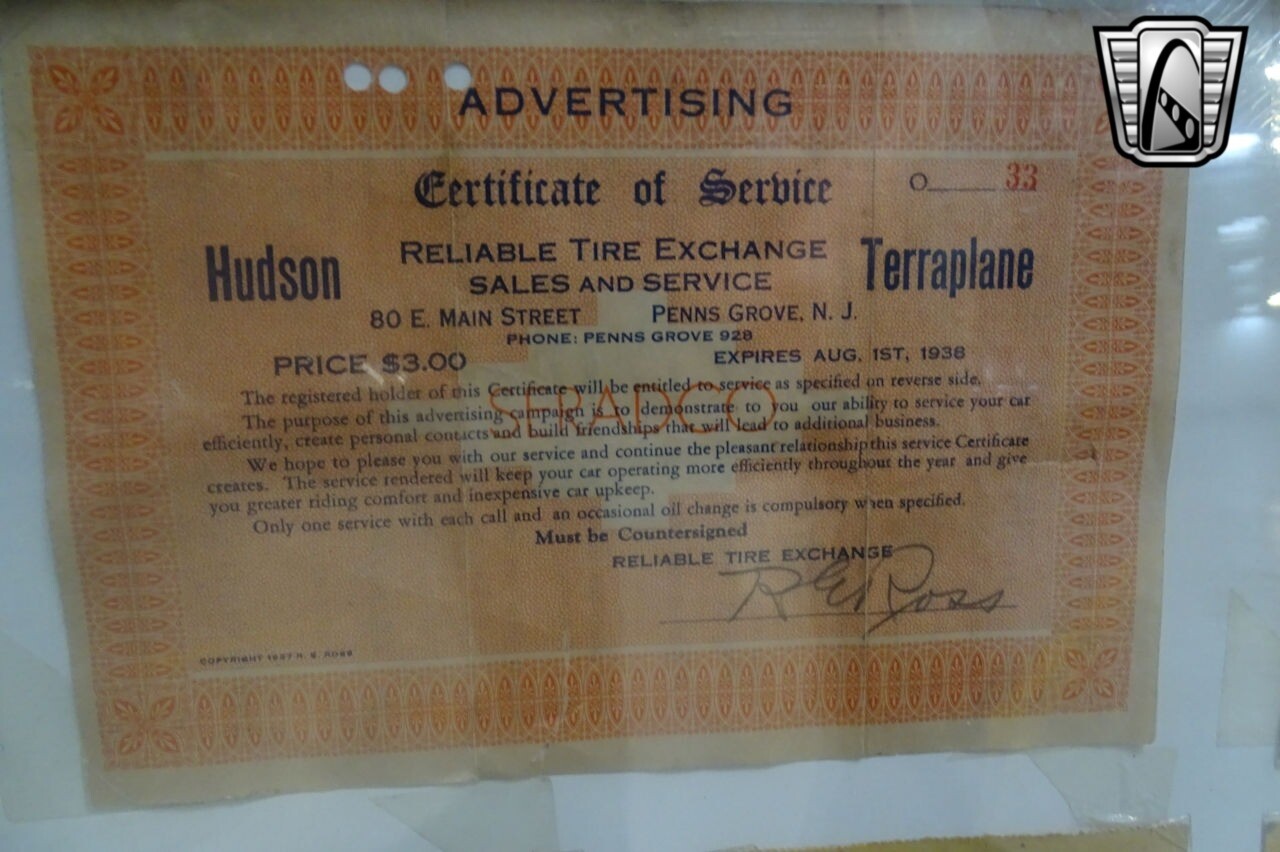 ADVERTISING
Certificate of Service
O 33
Hudson
RELIABLE TIRE EXCHANGE
SALES AND SERVICE
Terraplane
80 E. MAIN STREET PENNS GROVE, N. J.
PHONE: PENNS GROVE 928
PRICE $3.00 EXPIRES AUG. 1ST, 1938
STRADCO
The registered holder of this Certificate will be entitled to service as specified on reverse side.
The purpose of this advertising campaign is to demonstrate to you our ability to service your car
efficiently, create personal contacts and build friendships that will lead to additional business.
We hope to please you with our service and continue the pleasant relationship this service Certificate
creates. The service rendered will keep your car operating more efficiently throughout the year and give
you greater riding comfort and inexpensive car upkeep.
Only one service with each call and an occasional oil change is compulsory when specified.
Must be Countersigned
RELIABLE TIRE EXCHANGE
Ross
COPYRIGHT 1937 R. E. ROSS